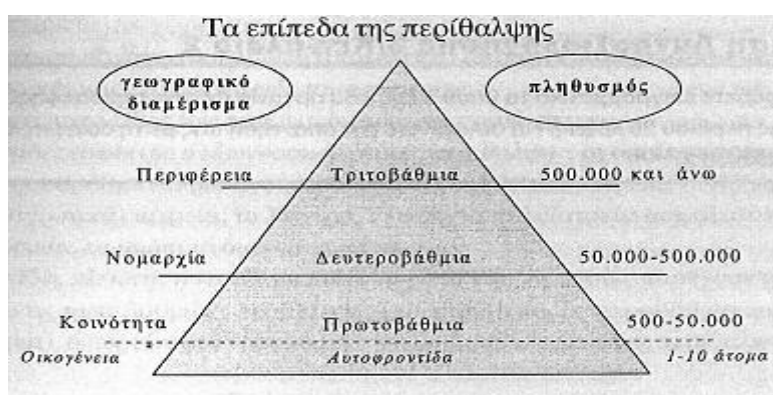 Τα επίπεδα της περίθαλψης
γεωγραφικό
διαμέρισμα
πληθυσμός
Περιφέρεια Τριτοβάθμια 500.000 και άνω
Νομαρχία Δευτεροβάθμια 50.000-500.000
Κοινότητα Πρωτοβάθμια 500-50.000
Οικογένεια Αυτοφροντίδα 1-10 άτομα